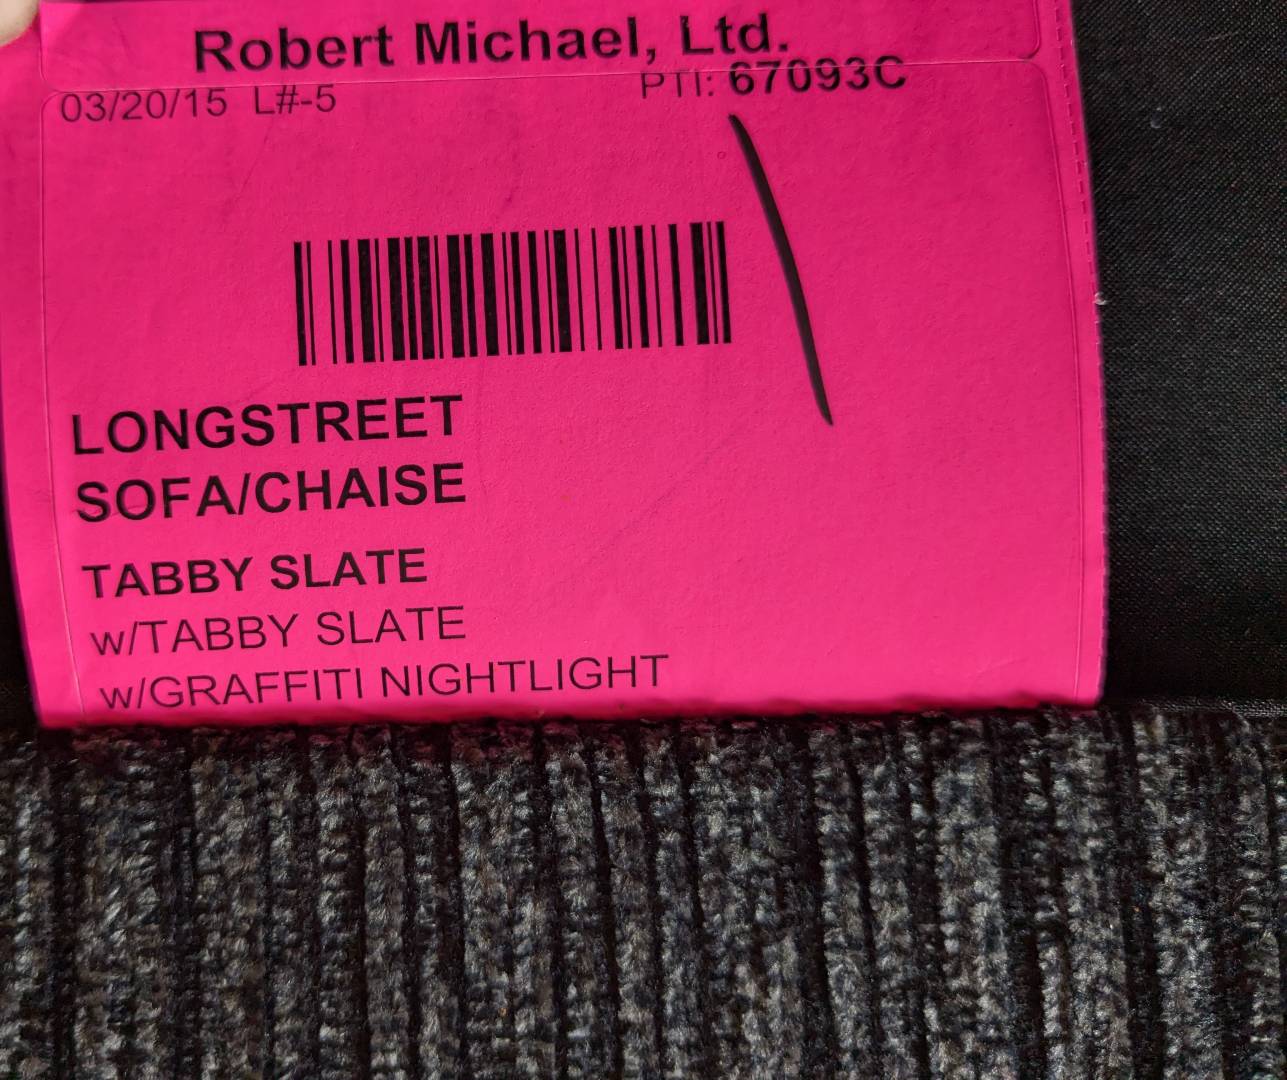 Robert Michael, Ltd.
03/20/15 L#-5 PTI: 67093C
LONGSTREET
SOFA/CHAISE
TABBY SLATE
w/TABBY SLATE
w/GRAFFITI NIGHTLIGHT